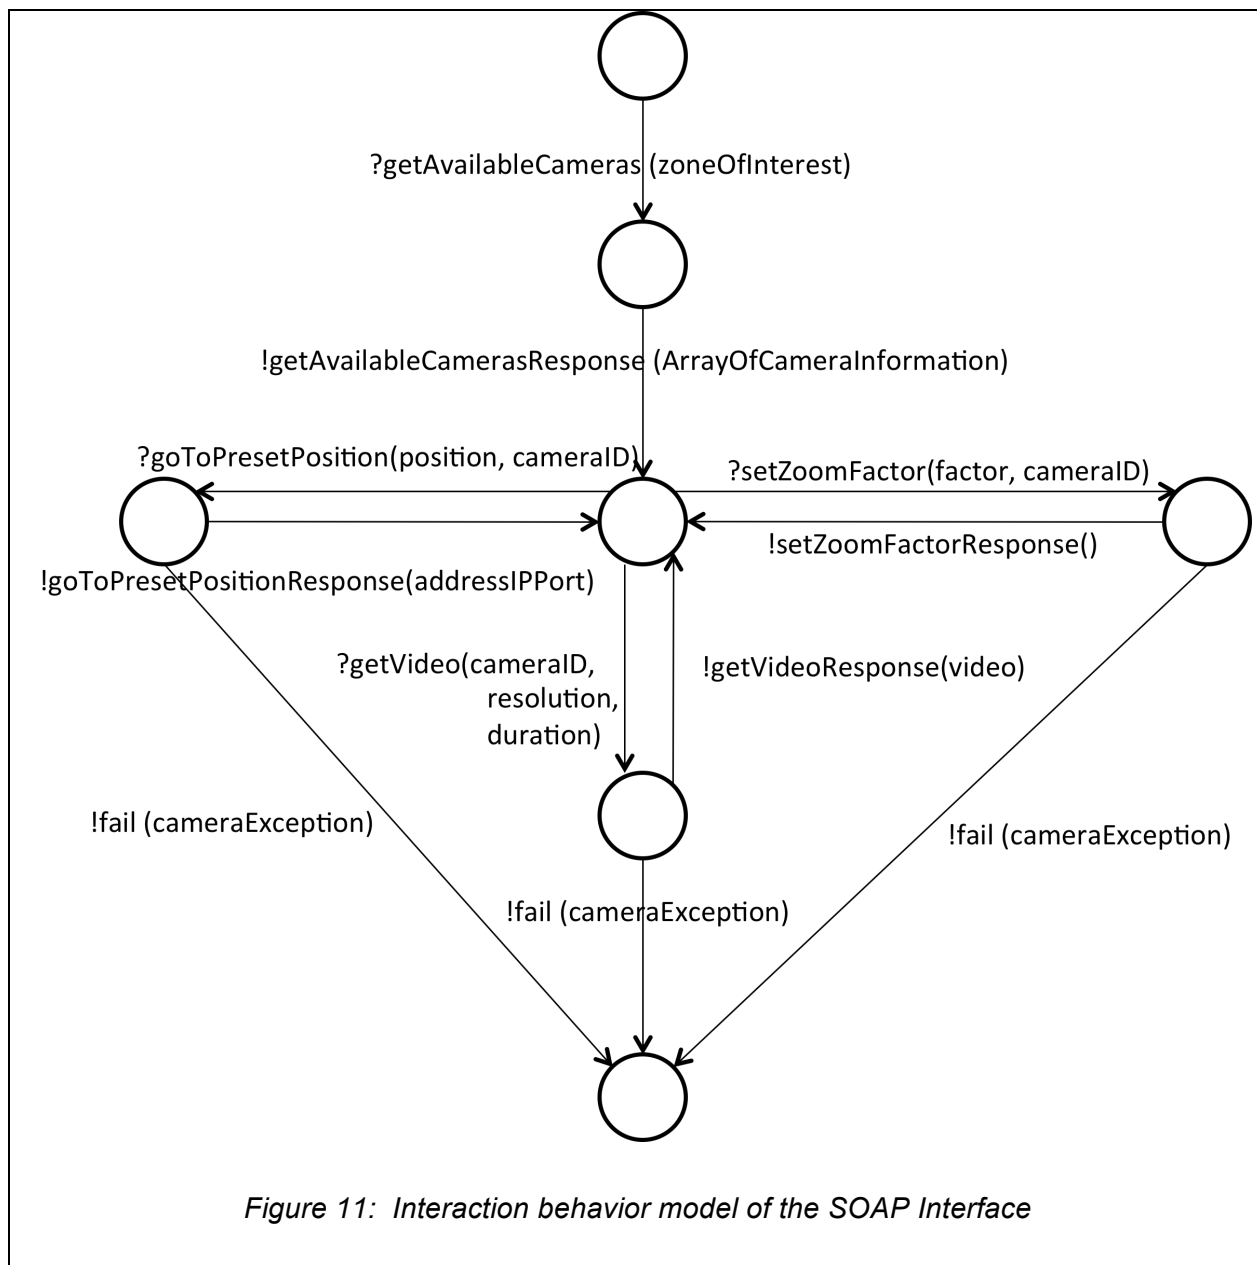 ?getAvailableCameras (zoneOfInterest)
!getAvailableCamerasResponse (ArrayOfCameraInformation)
?goToPresetPosition(position, cameraID)
?setZoomFactor(factor, cameraID)
!setZoomFactorResponse()
!goToPresetPositionResponse(addressIPPort)
?getVideo(cameraID,
resolution,
duration)
!getVideoResponse(video)
!fail (cameraException)
!fail (cameraException)
!fail (cameraException)
Figure 11: Interaction behavior model of the SOAP Interface